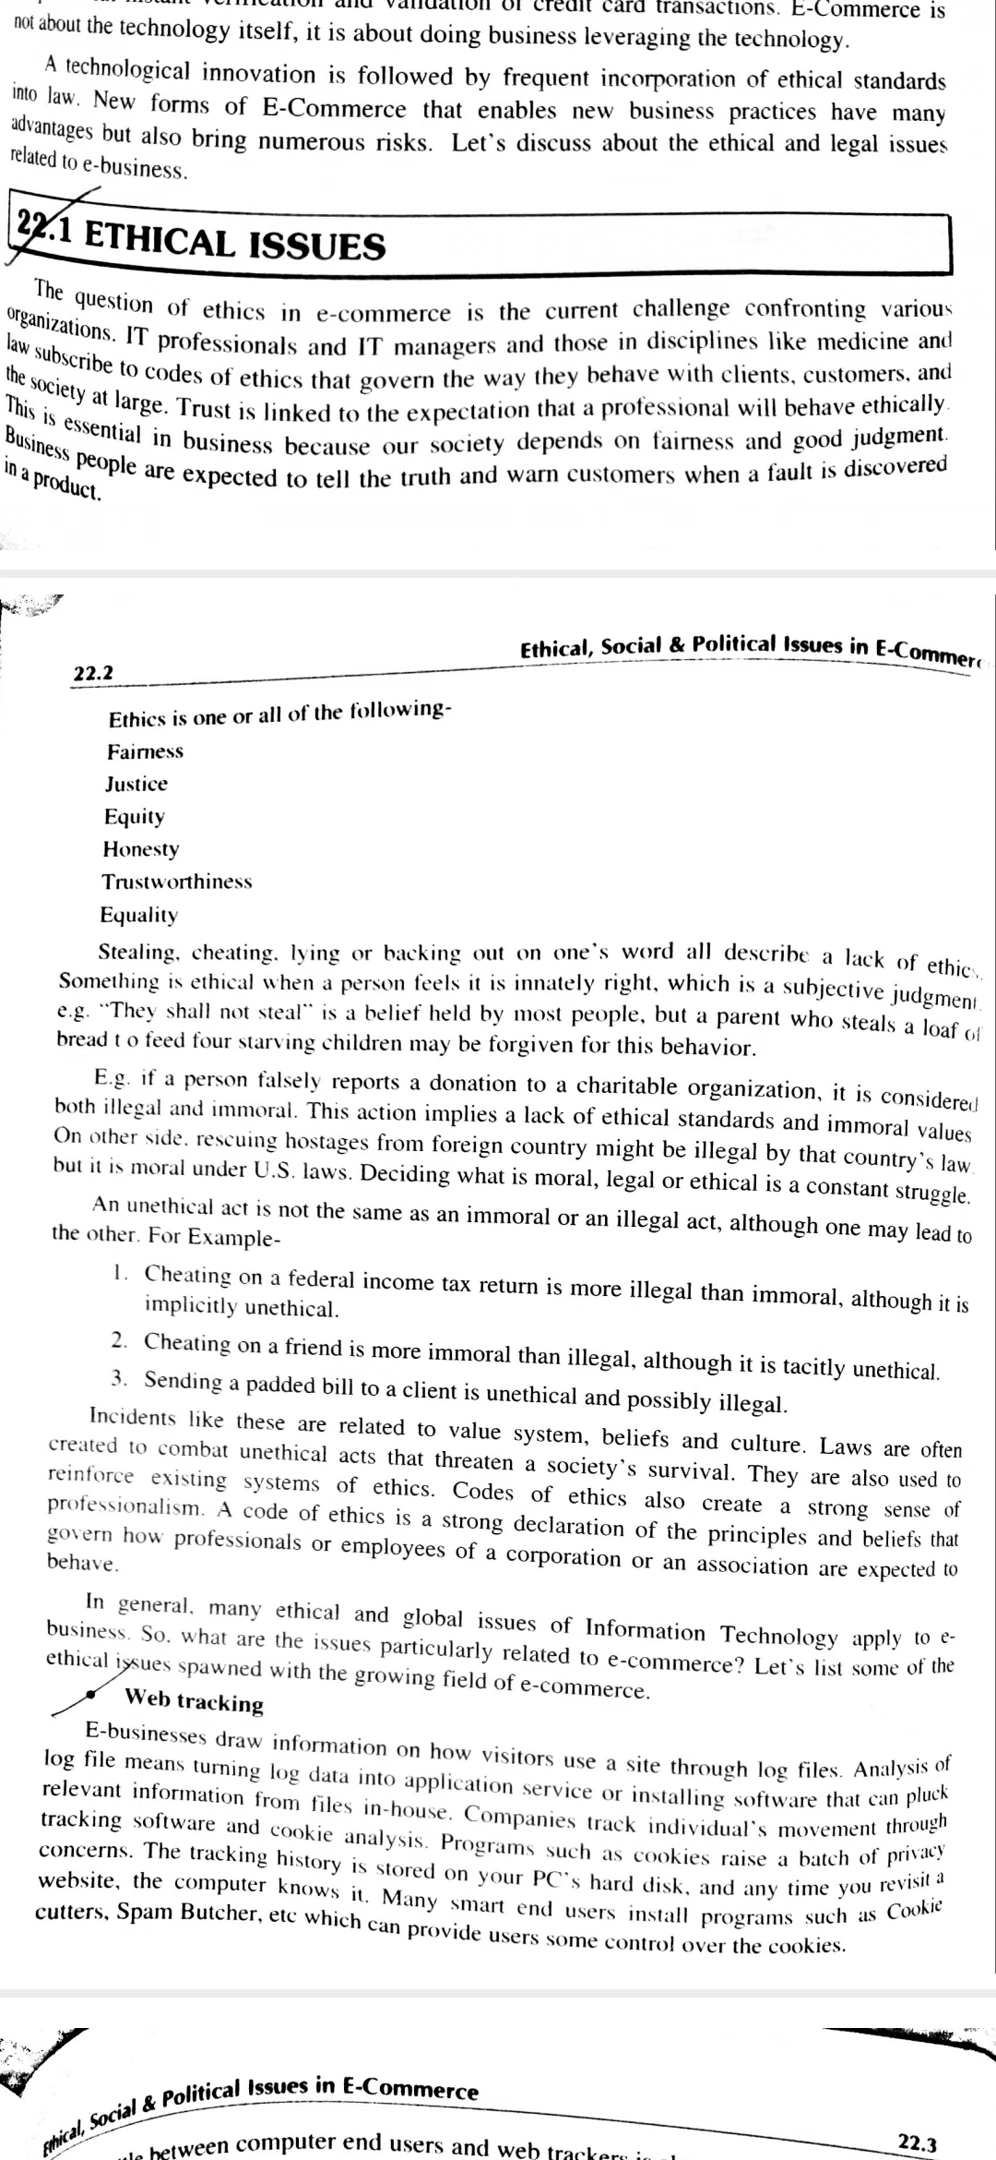 verification and validation of credit card transactions. E-Commerce is
not about the technology itself, it is about doing business leveraging the technology.
A technological innovation is followed by frequent incorporation of ethical standards
into law. New forms of E-Commerce that enables new business practices have many
advantages but also bring numerous risks. Let's discuss about the ethical and legal issues
related to e-business.
22.1 ETHICAL ISSUES
The question of ethics in e-commerce is the current challenge confronting various
organizations. IT professionals and IT managers and those in disciplines like medicine and
law subscribe to codes of ethics that govern the way they behave with clients, customers, and
the society at large. Trust is linked to the expectation that a professional will behave ethically.
This is essential in business because our society depends on fairness and good judgment.
Business people are expected to tell the truth and warn customers when a fault is discovered
in a product.
22.2
Ethical, Social & Political Issues in E-Commerc
Ethics is one or all of the following-
Fairness
Justice
Equity
Honesty
Trustworthiness
Equality
Stealing, cheating, lying or backing out on one's word all describe a lack of ethics.
Something is ethical when a person feels it is innately right, which is a subjective judgment.
e.g. "They shall not steal" is a belief held by most people, but a parent who steals a loaf of
bread t o feed four starving children may be forgiven for this behavior.
E.g. if a person falsely reports a donation to a charitable organization, it is considered
both illegal and immoral. This action implies a lack of ethical standards and immoral values
On other side, rescuing hostages from foreign country might be illegal by that country's law
but it is moral under U.S. laws. Deciding what is moral, legal or ethical is a constant struggle.
An unethical act is not the same as an immoral or an illegal act, although one may lead to
the other. For Example-
1. Cheating on a federal income tax return is more illegal than immoral, although it is
implicitly unethical.
2. Cheating on a friend is more immoral than illegal, although it is tacitly unethical.
3. Sending a padded bill to a client is unethical and possibly illegal.
Incidents like these are related to value system, beliefs and culture. Laws are often
created to combat unethical acts that threaten a society's survival. They are also used to
reinforce existing systems of ethics. Codes of ethics also create a strong sense of
professionalism. A code of ethics is a strong declaration of the principles and beliefs that
govern how professionals or employees of a corporation or an association are expected to
behave.
In general, many ethical and global issues of Information Technology apply to e-
business. So, what are the issues particularly related to e-commerce? Let's list some of the
ethical issues spawned with the growing field of e-commerce.
• Web tracking
E-businesses draw information on how visitors use a site through log files. Analysis of
log file means turning log data into application service or installing software that can pluck
relevant information from files in-house. Companies track individual's movement through
tracking software and cookie analysis. Programs such as cookies raise a batch of privacy
concerns. The tracking history is stored on your PC's hard disk, and any time you revisit a
website, the computer knows it. Many smart end users install programs such as Cookie
cutters, Spam Butcher, etc which can provide users some control over the cookies.
Ethical, Social & Political Issues in E-Commerce
22.3
between computer end users and web trackers